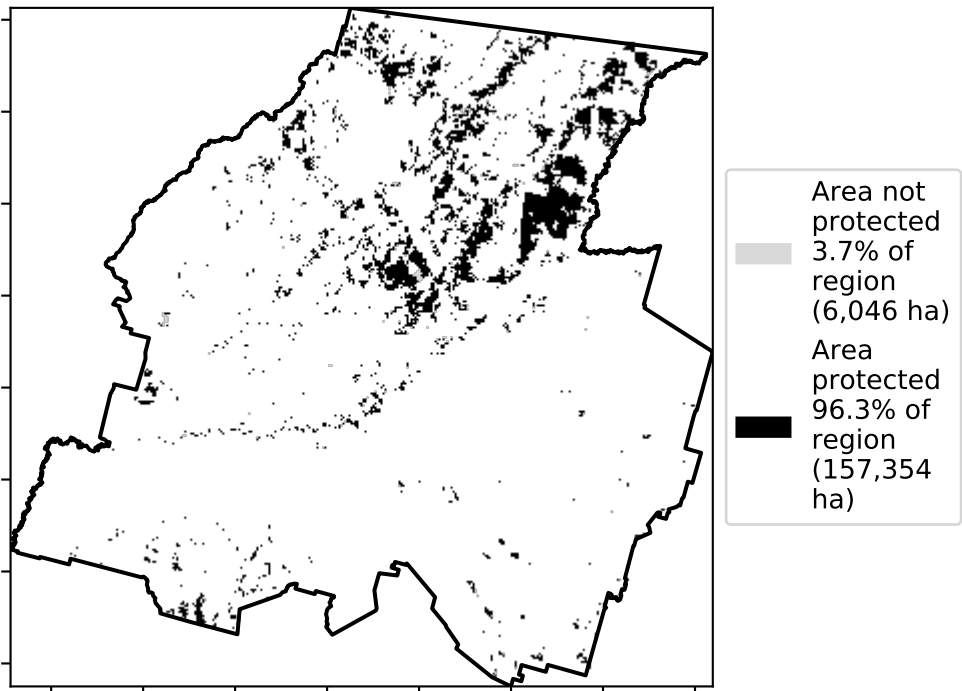 Area not
protected
3.7% of
region
(6,046 ha)
Area
protected
96.3% of
region
(157,354
ha)